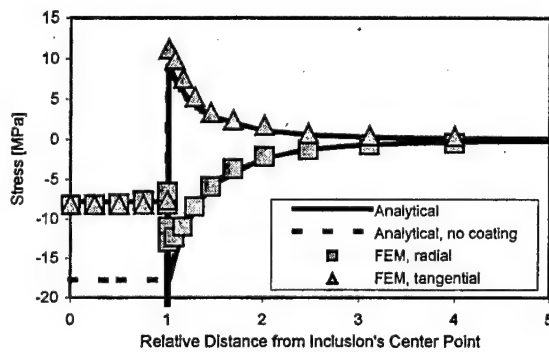 15
10
5
0
-5
-10
-15
-20
Stress [MPa]
Analytical
Analytical, no coating
FEM, radial
FEM, tangential
0 1 2 3 4 5
Relative Distance from Inclusion's Center Point